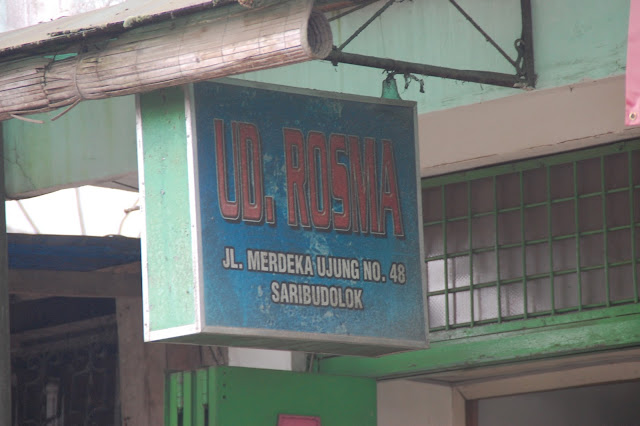 UD. ROSMA
JL. MERDEKA UJUNG NO. 48
SARIBUDOLOK